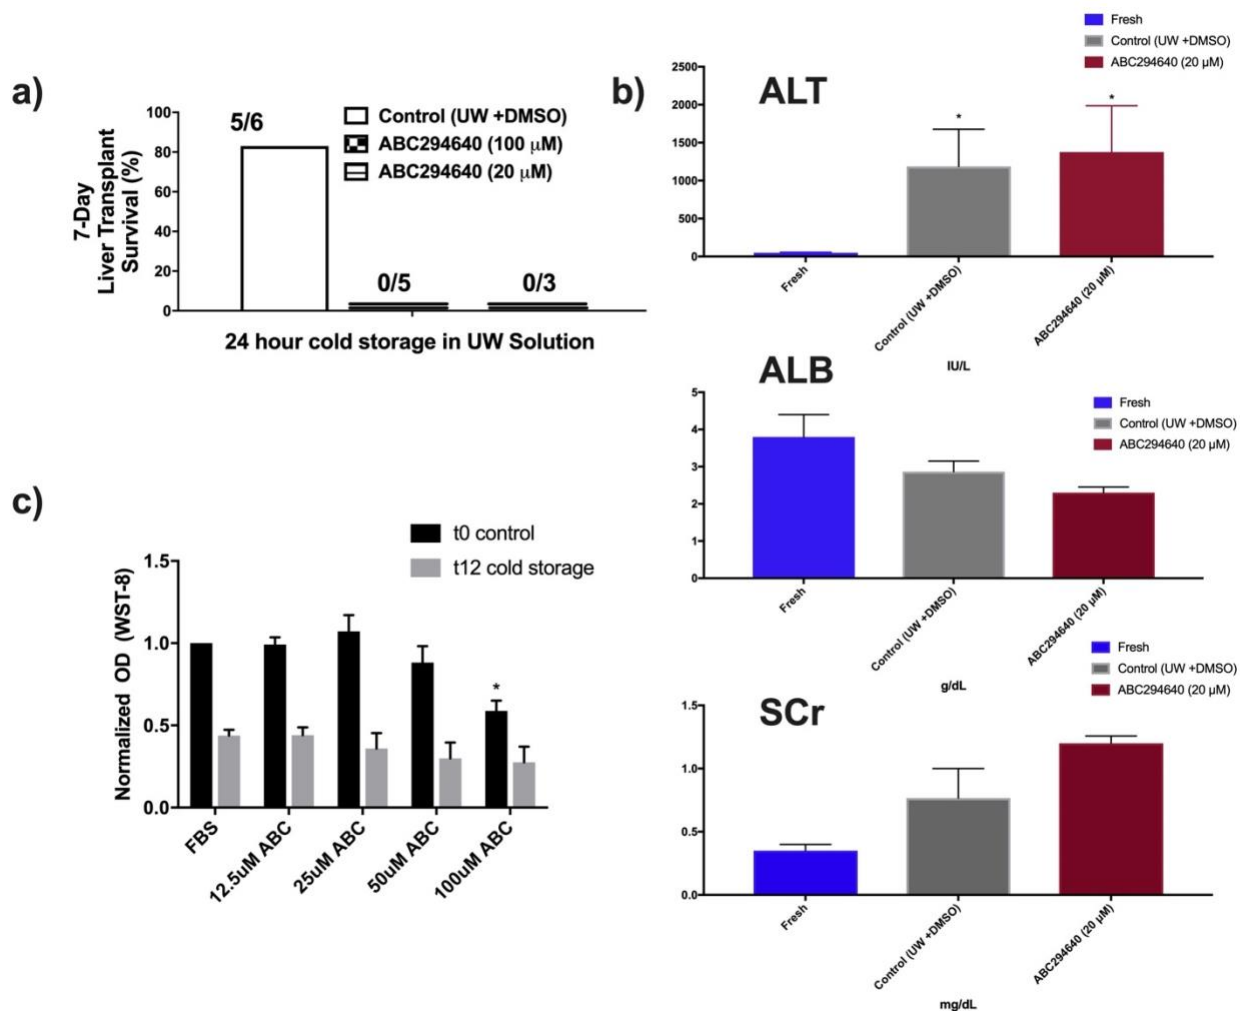 a)
5/6
Control (UW +DMSO)
ABC294640 (100 μM)
ABC294640 (20 μM)
7-Day
Liver Transplant
Survival (%)
100
80
60
40
20
0
0/5
0/3
24 hour cold storage in UW Solution
b)
ALT
Fresh
Control (UW +DMSO)
ABC294640 (20 μM)
2500
2000
1500
1000
500
0
*
*
Fresh
Control (UW +DMSO)
ABC294640 (20 μM)
IU/L
ALB
Fresh
Control (UW +DMSO)
ABC294640 (20 μM)
5
4
3
2
1
0
Fresh
Control (UW +DMSO)
ABC294640 (20 μM)
g/dL
SCr
Fresh
Control (UW +DMSO)
ABC294640 (20 μM)
1.5
1.0
0.5
0.0
Fresh
Control (UW +DMSO)
ABC294640 (20 μM)
mg/dL
c)
t0 control
t12 cold storage
Normalized OD (WST-8)
1.5
1.0
0.5
0.0
*
FBS
12.5uM ABC
25uM ABC
50uM ABC
100uM ABC